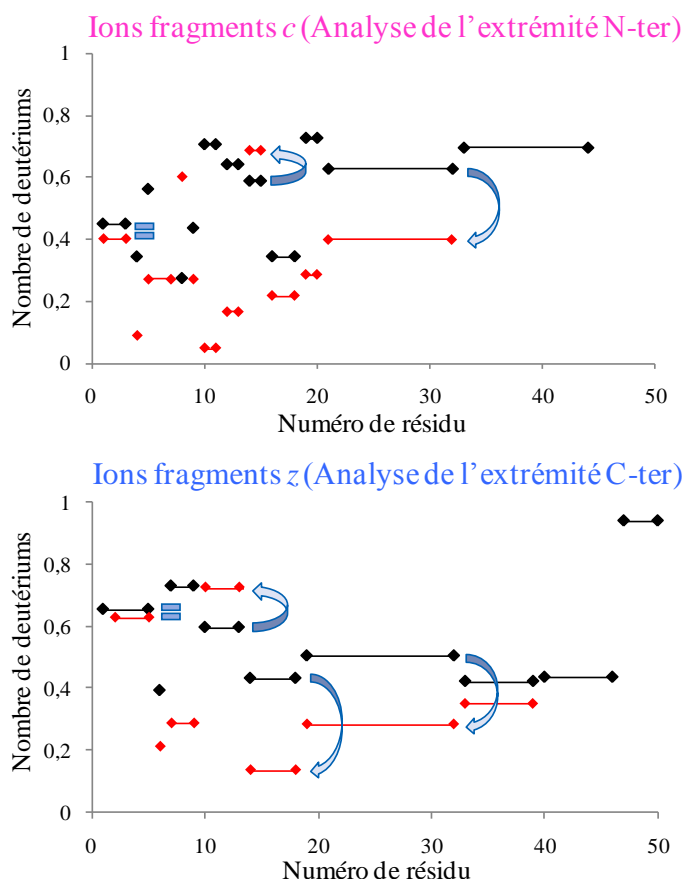 Ions fragments c (Analyse de l'extrémité N-ter)
1
0,8
0,6
0,4
0,2
0
Nombre de deutériums
0 10 20 30 40 50
Numéro de résidu
Ions fragments z (Analyse de l'extrémité C-ter)
1
0,8
0,6
0,4
0,2
0
Nombre de deutériums
0 10 20 30 40 50
Numéro de résidu